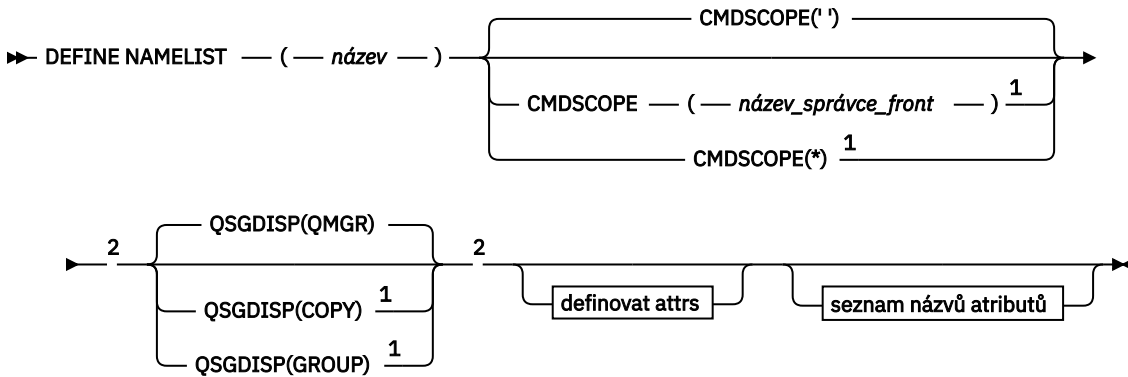 CMDSCOPE(' ')
DEFINE NAMELIST ( název )
CMDSCOPE ( název_správce_front ) 1
CMDSCOPE(*) 1
QSGDISP(QMGR)
2 2
QSGDISP(COPY) 1
definovat attrs
seznam názvů atributů
QSGDISP(GROUP) 1